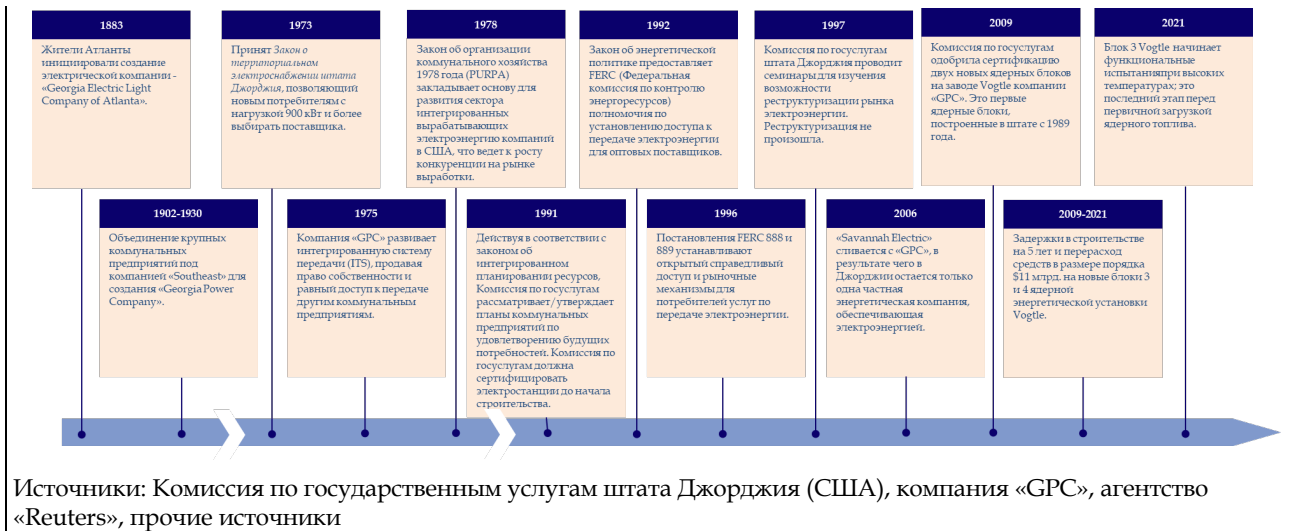 1883
Жители Атланты
инициировали создание
электрической компании -
«Georgia Electric Light
Company of Atlanta».
1973
Принят Закон о
территориальном
электроснабжении штата
Джорджия, позволяющий
новым потребителям с
нагрузкой 900 кВт и более
выбирать поставщика.
1978
Закон об организации
коммунального хозяйства
1978 года (PURPA)
закладывает основу для
развития сектора
интегрированных
вырабатывающих
электроэнергию компаний
в США, что ведет к росту
конкуренции на рынке
выработки.
1992
Закон об энергетической
политике предоставляет
FERC (Федеральная
комиссия по контролю
энергоресурсов)
полномочия по
установлению доступа к
передаче электроэнергии
для оптовых поставщиков.
1997
Комиссия по госуслугам
штата Джорджия проводит
семинары для изучения
возможности
реструктуризации рынка
электроэнергии.
Реструктуризация не
произошла.
2009
Комиссия по госуслугам
одобрила сертификацию
двух новых ядерных блоков
на заводе Vogtle компании
«GPC». Это первые
ядерные блоки,
построенные в штате с 1989
года.
2021
Блок 3 Vogtle начинает
функциональные
испытанияпри высоких
температурах; это
последний этап перед
первичной загрузкой
ядерного топлива.
1902-1930
Объединение крупных
коммунальных
предприятий под
компанией «Southeast» для
создания «Georgia Power
Company».
1975
Компания «GPC» развивает
интегрированную систему
передачи (ITS), продавая
право собственности и
равный доступ к передаче
другим коммунальным
предприятиям.
1991
Действуя в соответствии с
законом об
интегрированном
планировании ресурсов,
Комиссия по госуслугам
рассматривает/утверждает
планы коммунальных
предприятий по
удовлетворению будущих
потребностей. Комиссия по
госуслугам должна
сертифицировать
электростанции до начала
строительства.
1996
Постановления FERC 888 и
889 устанавливают
открытый справедливый
доступ и рыночные
механизмы для
потребителей услуг по
передаче электроэнергии.
2006
«Savannah Electric»
сливается с «GPC», в
результате чего в
Джорджии остается только
одна частная
энергетическая компания,
обеспечивающая
электроэнергией.
2009-2021
Задержки в строительстве
на 5 лет и перерасход
средств в размере порядка
$11 млрд. на новые блоки 3
и 4 ядерной
энергетической установки
Vogtle.
Источники: Комиссия по государственным услугам штата Джорджия (США), компания «GPC», агентство
«Reuters», прочие источники